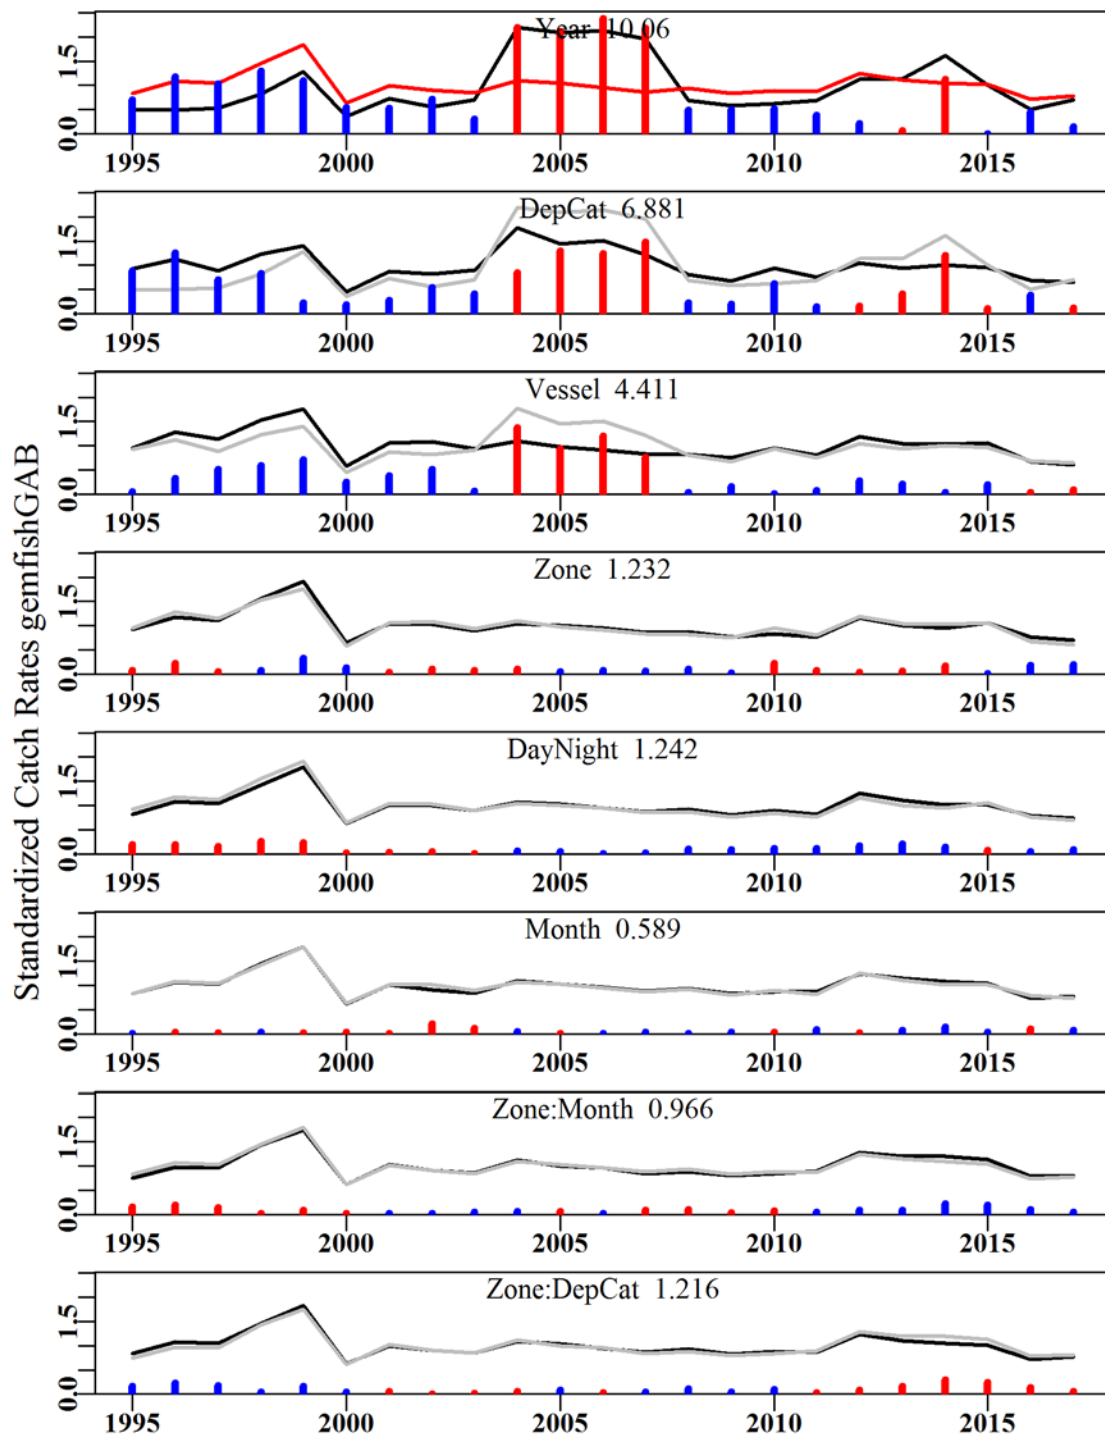 Standardized Catch Rates gemfishGAB
Year 10.06
0.0 1.5
1995 2000 2005 2010 2015
DepCat 6.881
0.0 1.5
1995 2000 2005 2010 2015
Vessel 4.411
0.0 1.5
1995 2000 2005 2010 2015
Zone 1.232
0.0 1.5
1995 2000 2005 2010 2015
DayNight 1.242
0.0 1.5
1995 2000 2005 2010 2015
Month 0.589
0.0 1.5
1995 2000 2005 2010 2015
Zone:Month 0.966
0.0 1.5
1995 2000 2005 2010 2015
Zone:DepCat 1.216
0.0 1.5
1995 2000 2005 2010 2015